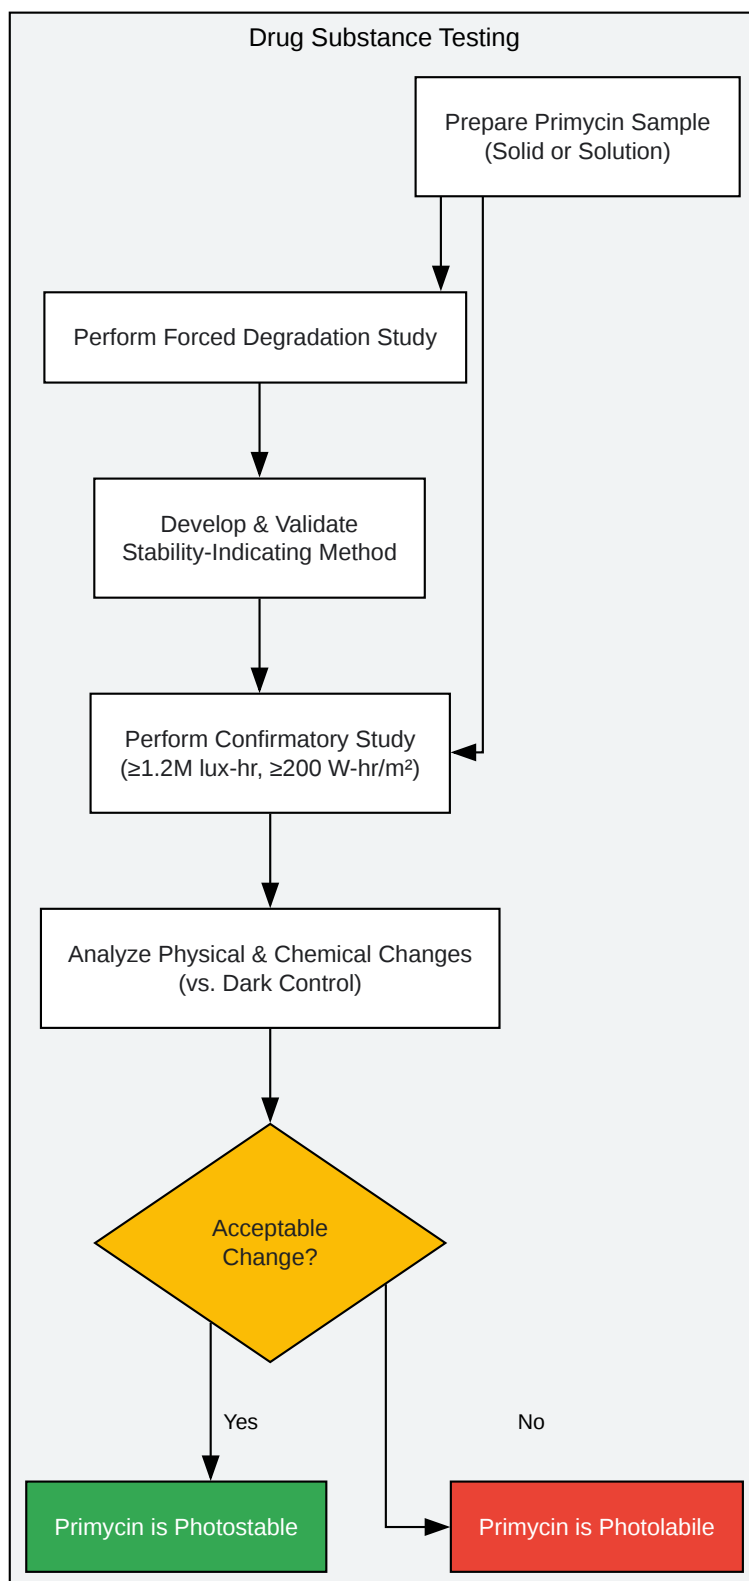 Drug Substance Testing
Prepare Primycin Sample
(Solid or Solution)
Perform Forced Degradation Study
Develop & Validate
Stability-Indicating Method
Perform Confirmatory Study
(≥1.2M lux-hr, ≥200 W-hr/m²)
Analyze Physical & Chemical Changes
(vs. Dark Control)
Acceptable
Change?
Yes
No
Primycin is Photostable
Primycin is Photolabile